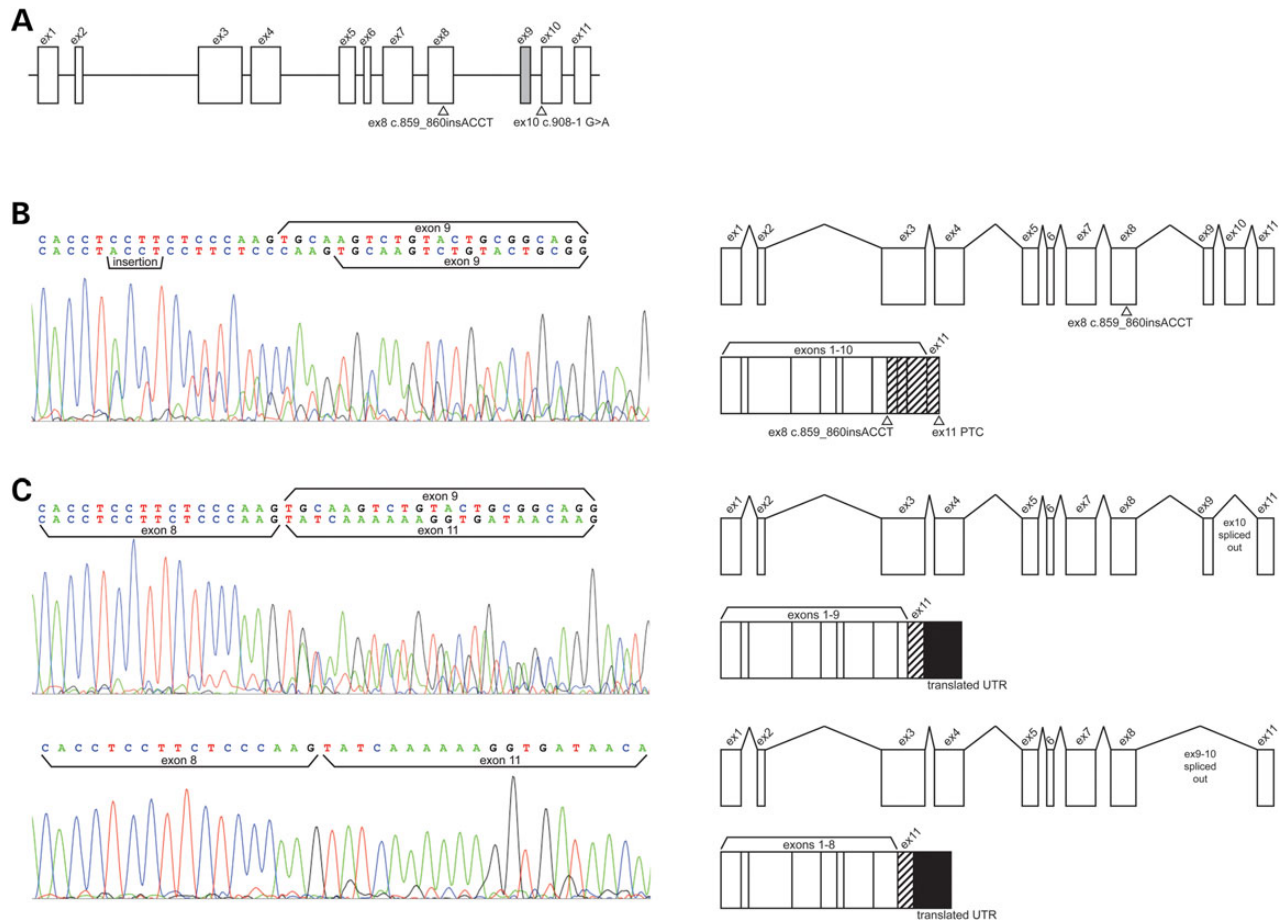 A
ex1 ex2 ex3 ex4 ex5 ex6 ex7 ex8 ex9 ex10 ex11
ex8 c.859_860insACCT ex10 c.908-1 G>A
B
exon 9
CACCTCCTTCTCCCAAGTGCAAGTCTGTACTGCGGCAGG
CACCTACCTCCTTCTCCCAAGTGCAAGTCTGTACTGCGG
insertion exon 9
ex1 ex2 ex3 ex4 ex5 6 ex7 ex8 ex9 ex10 ex11
ex8 c.859_860insACCT
exons 1-10 ex11
ex8 c.859_860insACCT ex11 PTC
C
exon 9
CACCTCCTTCTCCCAAGTGCAAGTCTGTACTGCGGCAGG
CACCTCCTTCTCCCAAGTATCAAAAAAGGTGATAACAGG
exon 8 exon 11
ex1 ex2 ex3 ex4 ex5 6 ex7 ex8 ex9 ex11
ex10
spliced
out
exons 1-9 ex11
translated UTR
CACCTCCTTCTCCCAAGTATCAAAAAAGGTGATAACA
exon 8 exon 11
ex1 ex2 ex3 ex4 ex5 6 ex7 ex8 ex11
ex9-10
spliced
out
exons 1-8 ex11
translated UTR